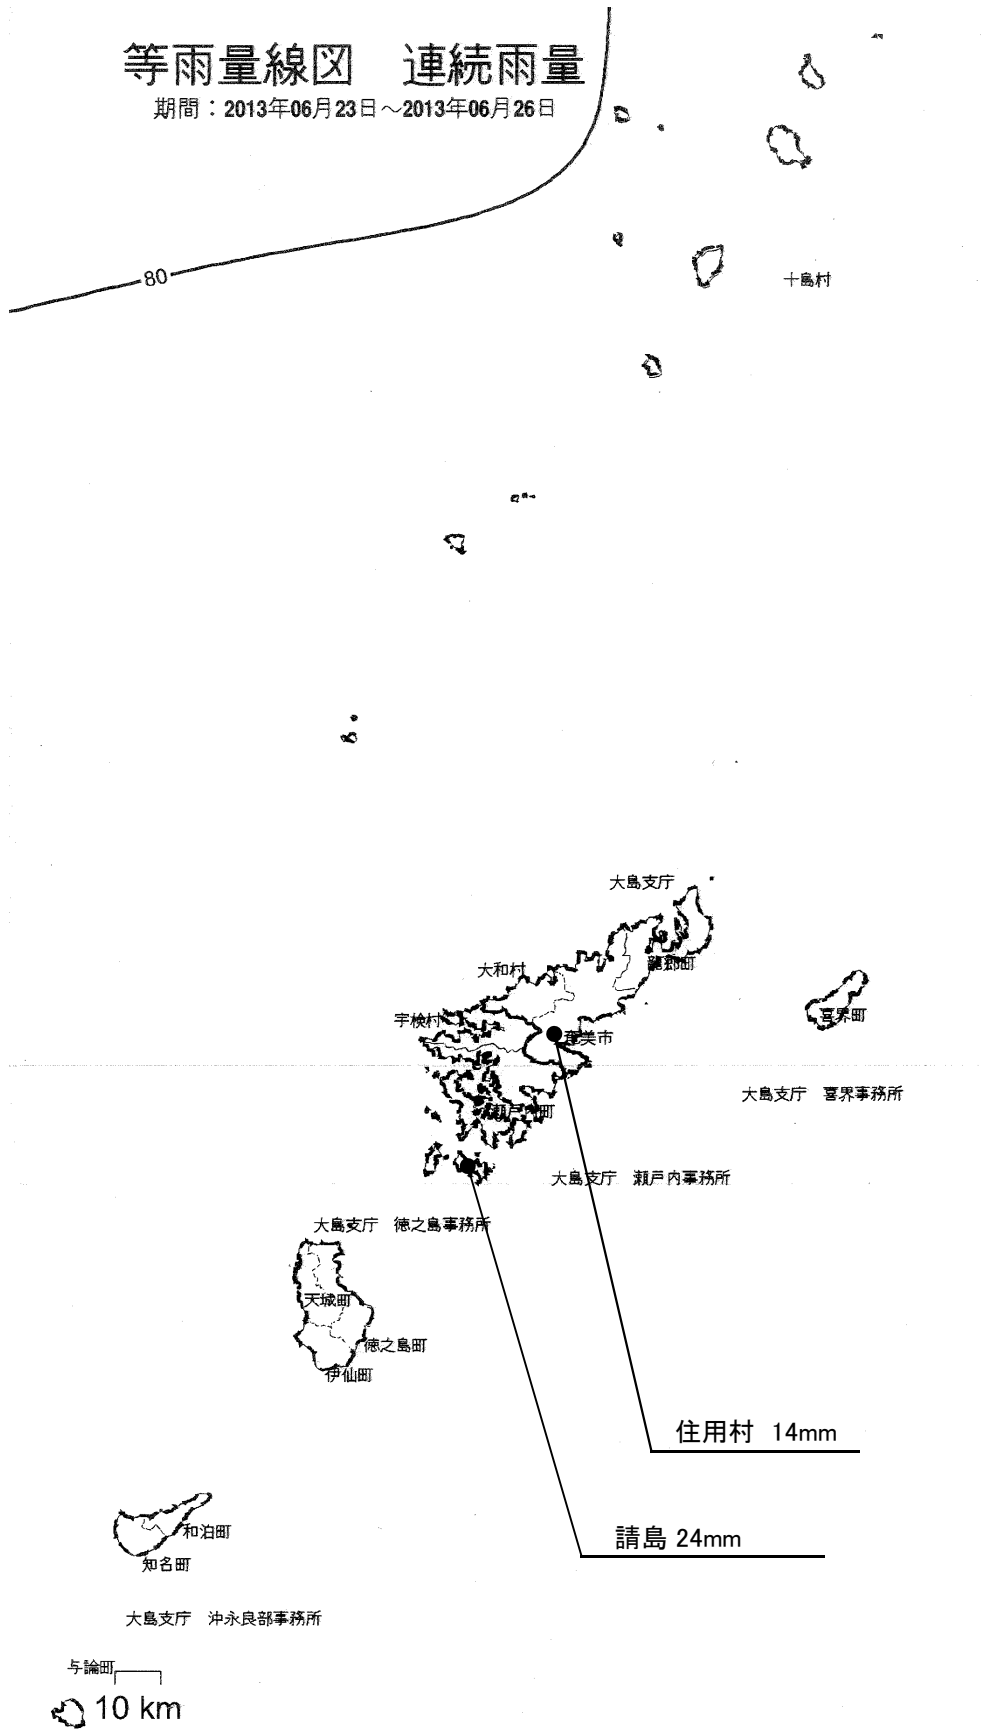 等雨量線図　連続雨量
期間：2013年06月23日～2013年06月26日
80
十島村
大島支庁
龍郷町
大和村
宇検村
喜界町
奄美市
大島支庁　喜界事務所
瀬戸内町
大島支庁　瀬戸内事務所
大島支庁　徳之島事務所
天城町
徳之島町
伊仙町
住用村 14mm
和泊町
請島 24mm
知名町
大島支庁　沖永良部事務所
与論町
10 km